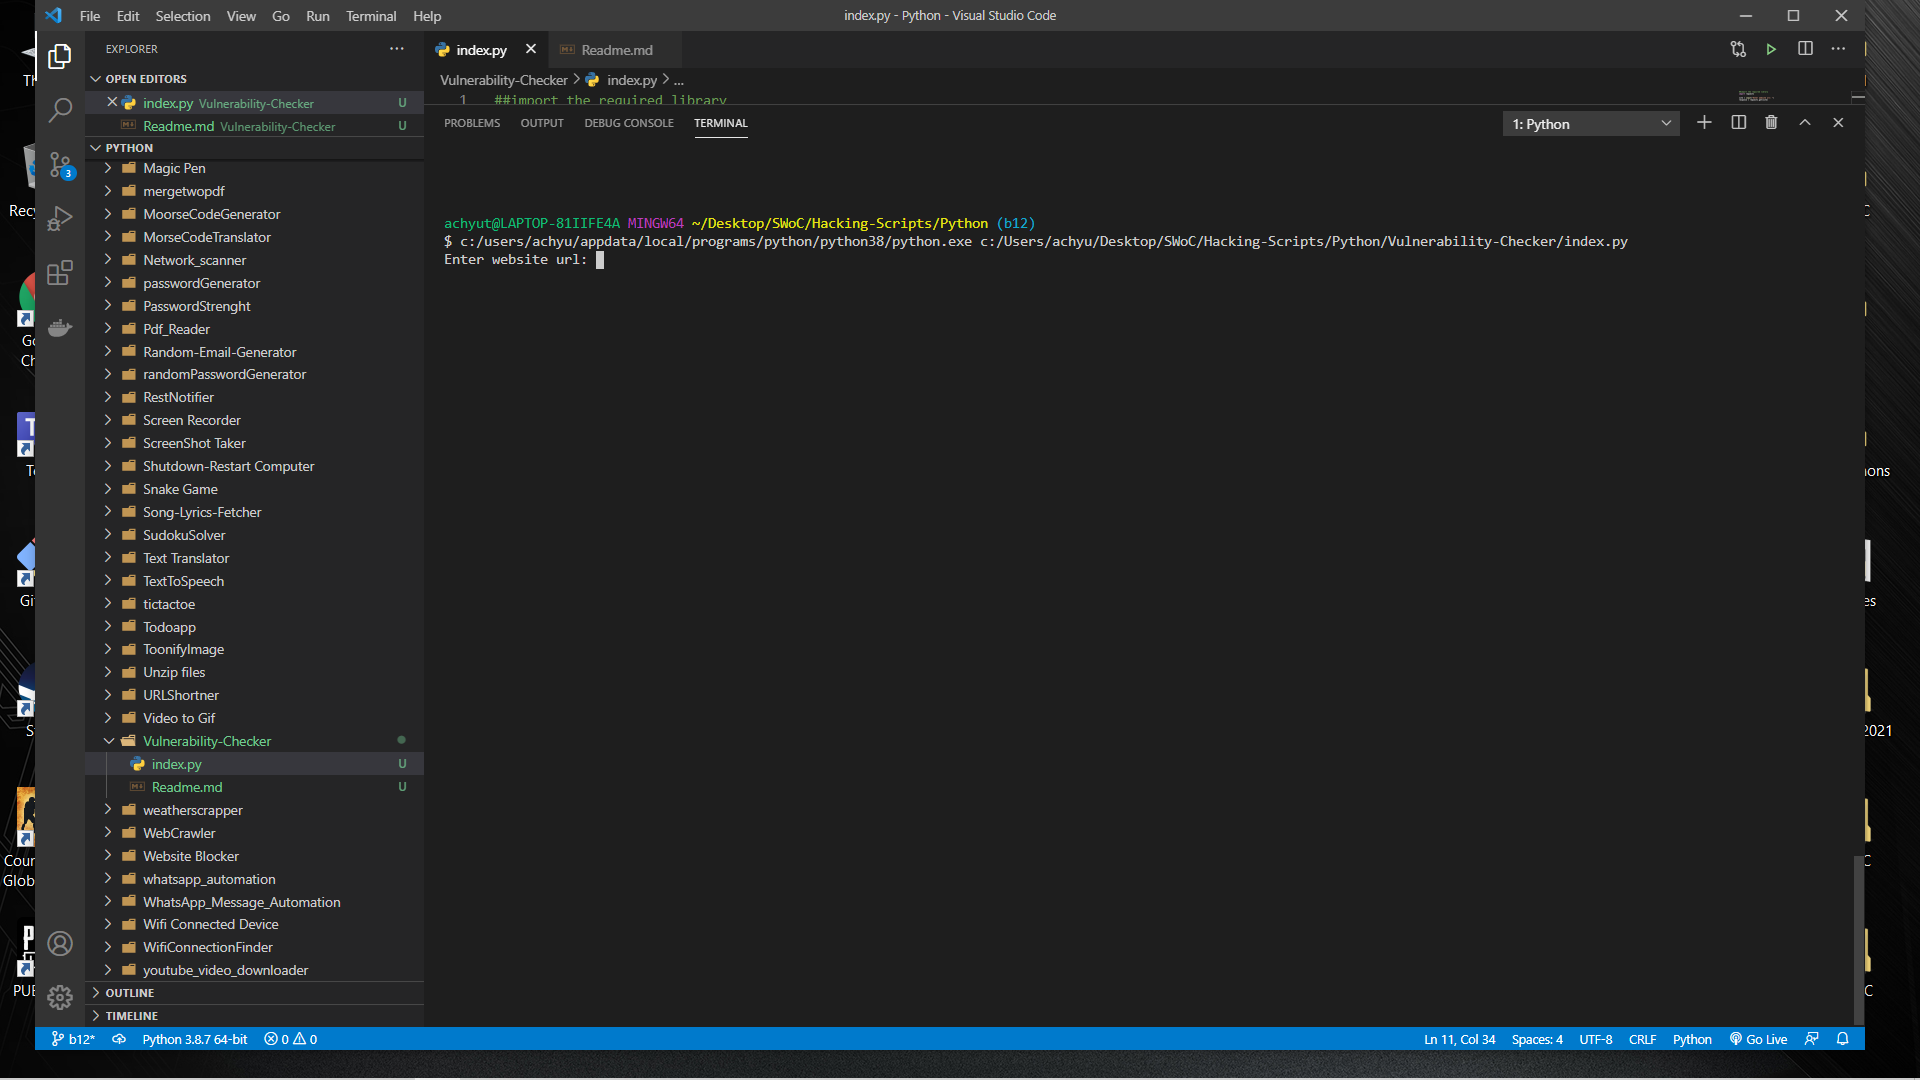 File Edit Selection View Go Run Terminal Help
index.py - Python - Visual Studio Code
EXPLORER
OPEN EDITORS
index.py Vulnerability-Checker U
Readme.md Vulnerability-Checker U
PYTHON
Magic Pen
mergetwopdf
MoorseCodeGenerator
MorseCodeTranslator
Network_scanner
passwordGenerator
PasswordStrenght
Pdf_Reader
Random-Email-Generator
randomPasswordGenerator
RestNotifier
Screen Recorder
ScreenShot Taker
Shutdown-Restart Computer
Snake Game
Song-Lyrics-Fetcher
SudokuSolver
Text Translator
TextToSpeech
tictactoe
Todoapp
ToonifyImage
Unzip files
URLShortner
Video to Gif
Vulnerability-Checker
index.py U
Readme.md U
weatherscrapper
WebCrawler
Website Blocker
whatsapp_automation
WhatsApp_Message_Automation
Wifi Connected Device
WifiConnectionFinder
youtube_video_downloader
OUTLINE
TIMELINE
3
index.py Readme.md
Vulnerability-Checker > index.py > ...
1 ##import the required library
PROBLEMS OUTPUT DEBUG CONSOLE TERMINAL
1: Python
achyut@LAPTOP-81IIFE4A MINGW64 ~/Desktop/SWoC/Hacking-Scripts/Python (b12)
$ c:/users/achyu/appdata/local/programs/python/python38/python.exe c:/Users/achyu/Desktop/SWoC/Hacking-Scripts/Python/Vulnerability-Checker/index.py
Enter website url:
b12* Python 3.8.7 64-bit 0 0
Ln 11, Col 34 Spaces: 4 UTF-8 CRLF Python Go Live
2021